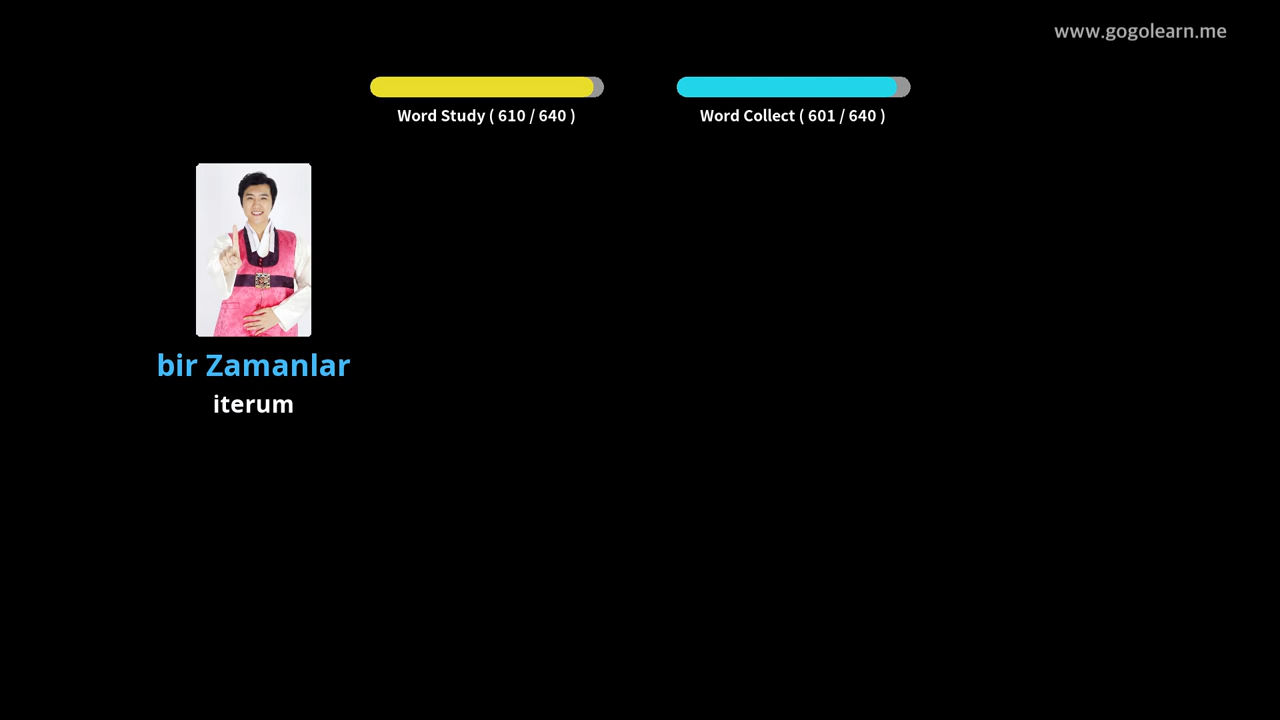 www.gogolearn.me
Word Study ( 610 / 640 )
Word Collect ( 601 / 640 )
bir Zamanlar
iterum